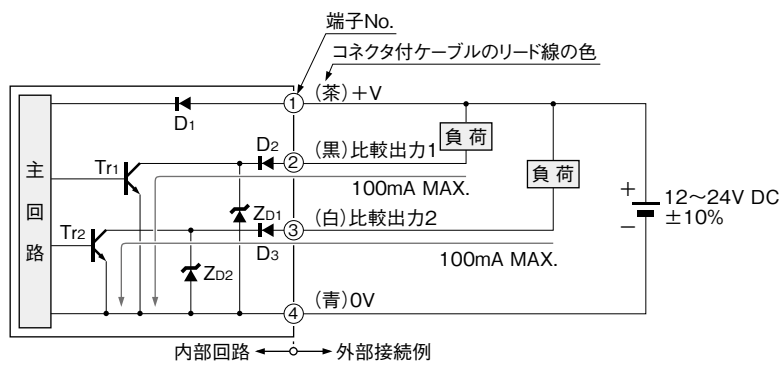 端子No.
コネクタ付ケーブルのリード線の色
① (茶)+V
D1
D2
② (黒)比較出力1
負荷
100mA MAX.
負荷
Tr1
主回路
ZD1
③ (白)比較出力2
Tr2
D3
100mA MAX.
ZD2
+
−
12〜24V DC
±10%
④ (青)0V
内部回路
外部接続例